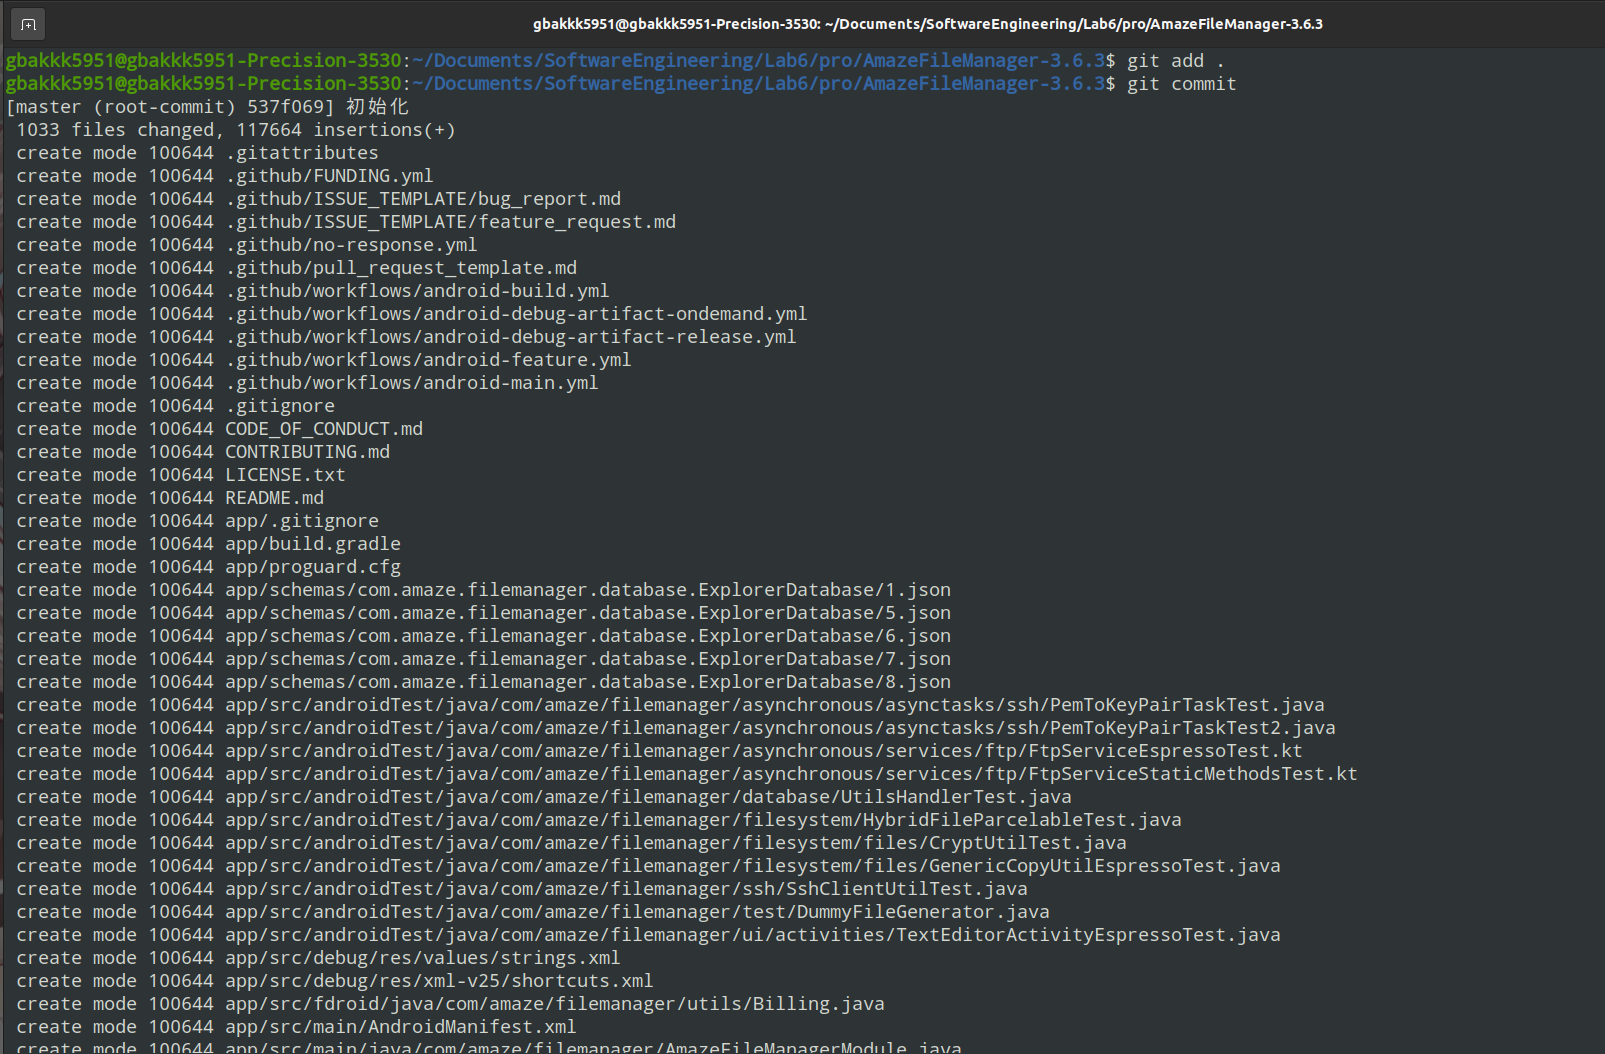 gbakkk5951@gbakkk5951-Precision-3530: ~/Documents/SoftwareEngineering/Lab6/pro/AmazeFileManager-3.6.3
gbakkk5951@gbakkk5951-Precision-3530:~/Documents/SoftwareEngineering/Lab6/pro/AmazeFileManager-3.6.3$ git add .
gbakkk5951@gbakkk5951-Precision-3530:~/Documents/SoftwareEngineering/Lab6/pro/AmazeFileManager-3.6.3$ git commit
[master (root-commit) 537f069] 初始化
 1033 files changed, 117664 insertions(+)
 create mode 100644 .gitattributes
 create mode 100644 .github/FUNDING.yml
 create mode 100644 .github/ISSUE_TEMPLATE/bug_report.md
 create mode 100644 .github/ISSUE_TEMPLATE/feature_request.md
 create mode 100644 .github/no-response.yml
 create mode 100644 .github/pull_request_template.md
 create mode 100644 .github/workflows/android-build.yml
 create mode 100644 .github/workflows/android-debug-artifact-ondemand.yml
 create mode 100644 .github/workflows/android-debug-artifact-release.yml
 create mode 100644 .github/workflows/android-feature.yml
 create mode 100644 .github/workflows/android-main.yml
 create mode 100644 .gitignore
 create mode 100644 CODE_OF_CONDUCT.md
 create mode 100644 CONTRIBUTING.md
 create mode 100644 LICENSE.txt
 create mode 100644 README.md
 create mode 100644 app/.gitignore
 create mode 100644 app/build.gradle
 create mode 100644 app/proguard.cfg
 create mode 100644 app/schemas/com.amaze.filemanager.database.ExplorerDatabase/1.json
 create mode 100644 app/schemas/com.amaze.filemanager.database.ExplorerDatabase/5.json
 create mode 100644 app/schemas/com.amaze.filemanager.database.ExplorerDatabase/6.json
 create mode 100644 app/schemas/com.amaze.filemanager.database.ExplorerDatabase/7.json
 create mode 100644 app/schemas/com.amaze.filemanager.database.ExplorerDatabase/8.json
 create mode 100644 app/src/androidTest/java/com/amaze/filemanager/asynchronous/asynctasks/ssh/PemToKeyPairTaskTest.java
 create mode 100644 app/src/androidTest/java/com/amaze/filemanager/asynchronous/asynctasks/ssh/PemToKeyPairTaskTest2.java
 create mode 100644 app/src/androidTest/java/com/amaze/filemanager/asynchronous/services/ftp/FtpServiceEspressoTest.kt
 create mode 100644 app/src/androidTest/java/com/amaze/filemanager/asynchronous/services/ftp/FtpServiceStaticMethodsTest.kt
 create mode 100644 app/src/androidTest/java/com/amaze/filemanager/database/UtilsHandlerTest.java
 create mode 100644 app/src/androidTest/java/com/amaze/filemanager/filesystem/HybridFileParcelableTest.java
 create mode 100644 app/src/androidTest/java/com/amaze/filemanager/filesystem/files/CryptUtilTest.java
 create mode 100644 app/src/androidTest/java/com/amaze/filemanager/filesystem/files/GenericCopyUtilEspressoTest.java
 create mode 100644 app/src/androidTest/java/com/amaze/filemanager/ssh/SshClientUtilTest.java
 create mode 100644 app/src/androidTest/java/com/amaze/filemanager/test/DummyFileGenerator.java
 create mode 100644 app/src/androidTest/java/com/amaze/filemanager/ui/activities/TextEditorActivityEspressoTest.java
 create mode 100644 app/src/debug/res/values/strings.xml
 create mode 100644 app/src/debug/res/xml-v25/shortcuts.xml
 create mode 100644 app/src/fdroid/java/com/amaze/filemanager/utils/Billing.java
 create mode 100644 app/src/main/AndroidManifest.xml
 create mode 100644 app/src/main/java/com/amaze/filemanager/AmazeFileManagerModule.java